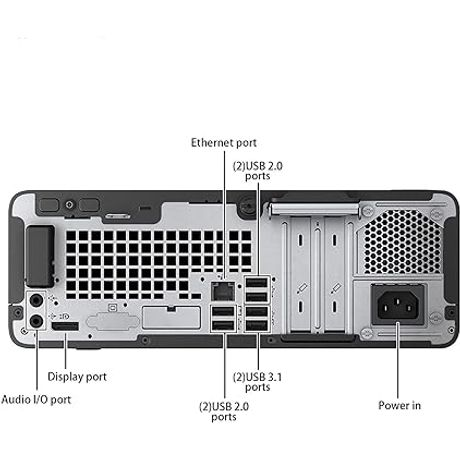 Ethernet port
(2)USB 2.0
ports
Display port
(2)USB 3.1
ports
Audio I/O port
(2)USB 2.0
ports
Power in